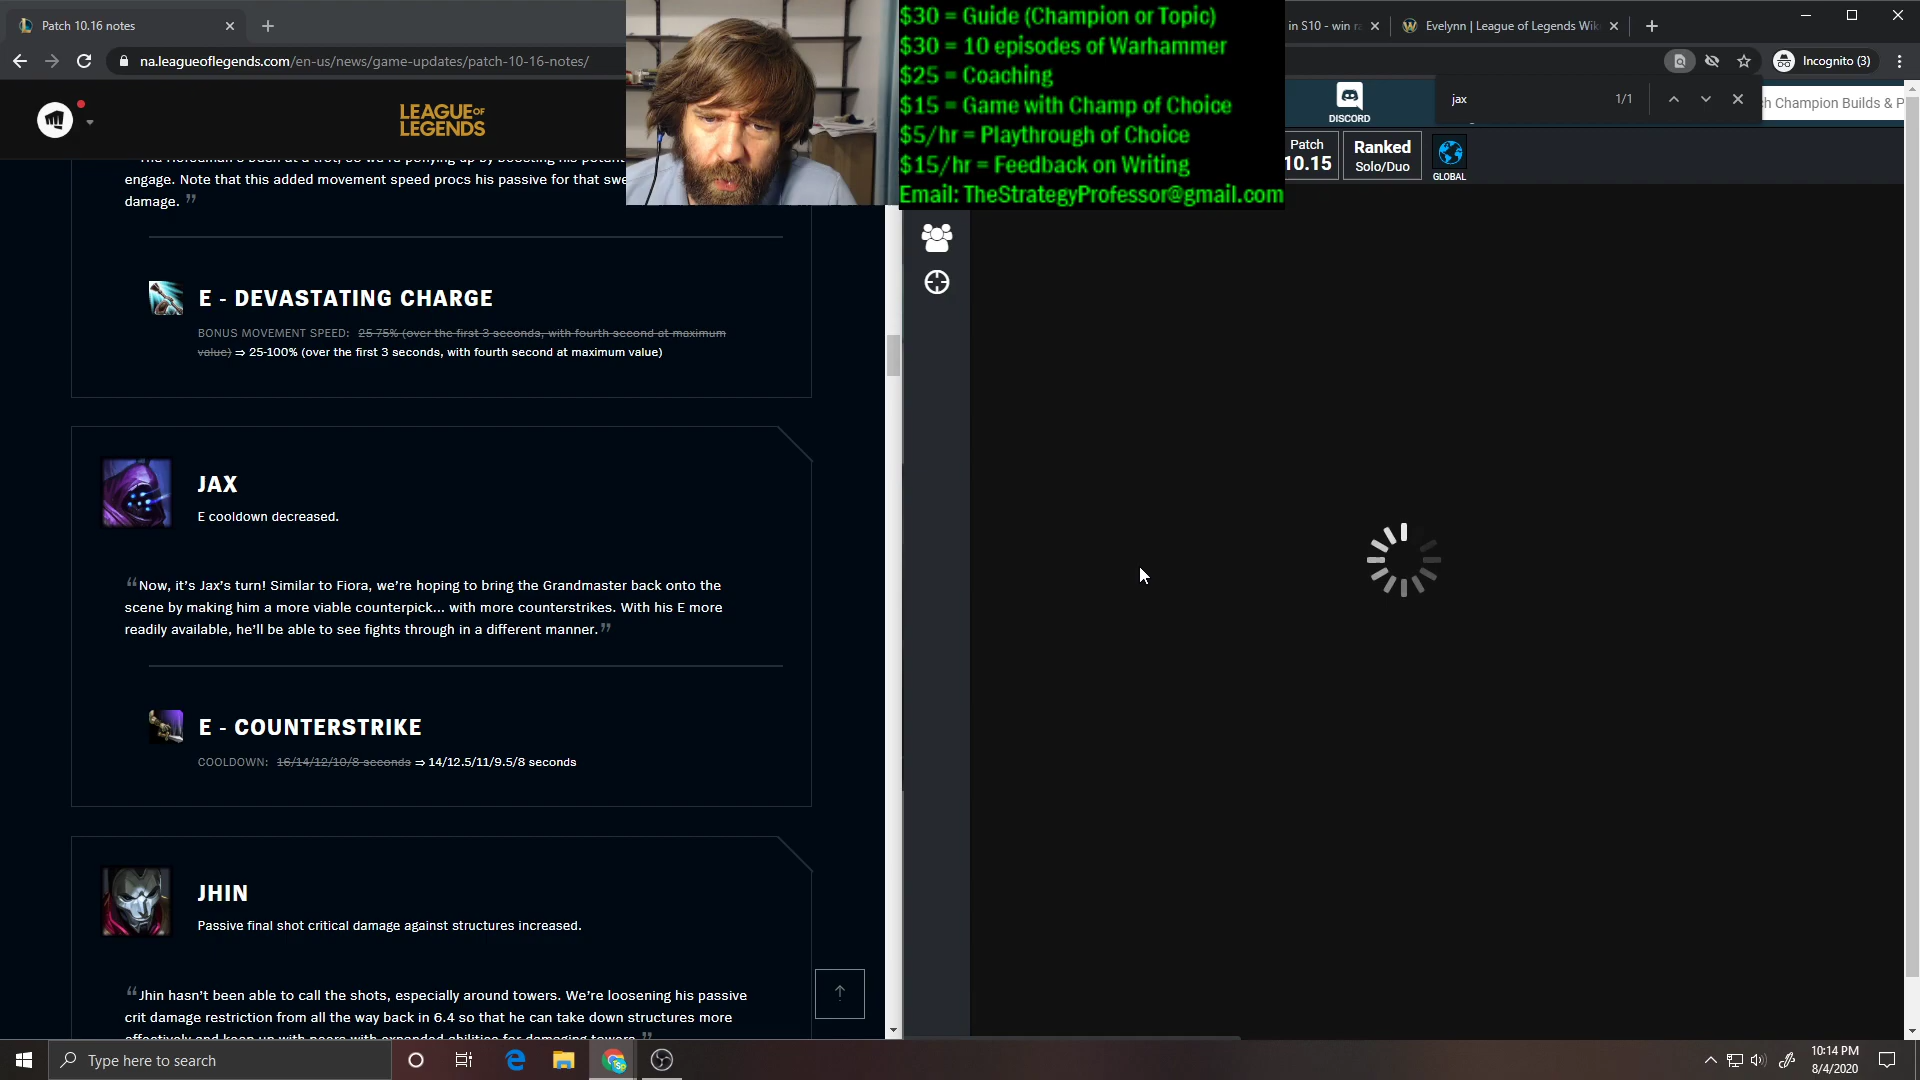 Patch 10.16 notes
na.leagueoflegends.com/en-us/news/game-updates/patch-10-16-notes/
LEAGUE OF
LEGENDS
engage. Note that this added movement speed procs his passive for that swe
damage. ”
E - DEVASTATING CHARGE
BONUS MOVEMENT SPEED: 25-75% (over the first 3 seconds, with fourth second at maximum
value) ⇒ 25-100% (over the first 3 seconds, with fourth second at maximum value)
JAX
E cooldown decreased.
“Now, it's Jax's turn! Similar to Fiora, we're hoping to bring the Grandmaster back onto the
scene by making him a more viable counterpick... with more counterstrikes. With his E more
readily available, he'll be able to see fights through in a different manner.”
E - COUNTERSTRIKE
COOLDOWN: 16/14/12/10/8 seconds ⇒ 14/12.5/11/9.5/8 seconds
JHIN
Passive final shot critical damage against structures increased.
“Jhin hasn't been able to call the shots, especially around towers. We're loosening his passive
crit damage restriction from all the way back in 6.4 so that he can take down structures more
$30 = Guide (Champion or Topic)
$30 = 10 episodes of Warhammer
$25 = Coaching
$15 = Game with Champ of Choice
$5/hr = Playthrough of Choice
$15/hr = Feedback on Writing
Email: TheStrategyProfessor@gmail.com
in S10 - win ra
Evelynn | League of Legends Wik
Incognito (3)
DISCORD
jax
1/1
h Champion Builds & P
Patch
10.15
Ranked
Solo/Duo
GLOBAL
Type here to search
10:14 PM
8/4/2020